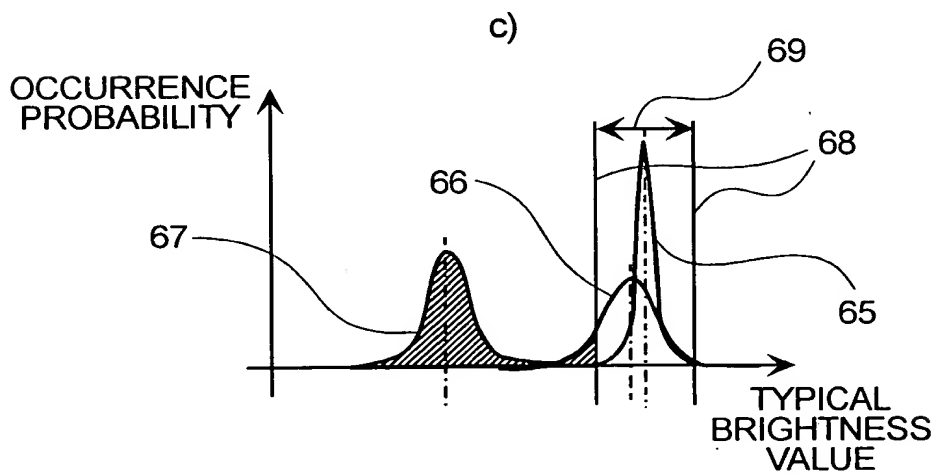 c)
69
OCCURRENCE
PROBABILITY
68
66
67
65
TYPICAL
BRIGHTNESS
VALUE